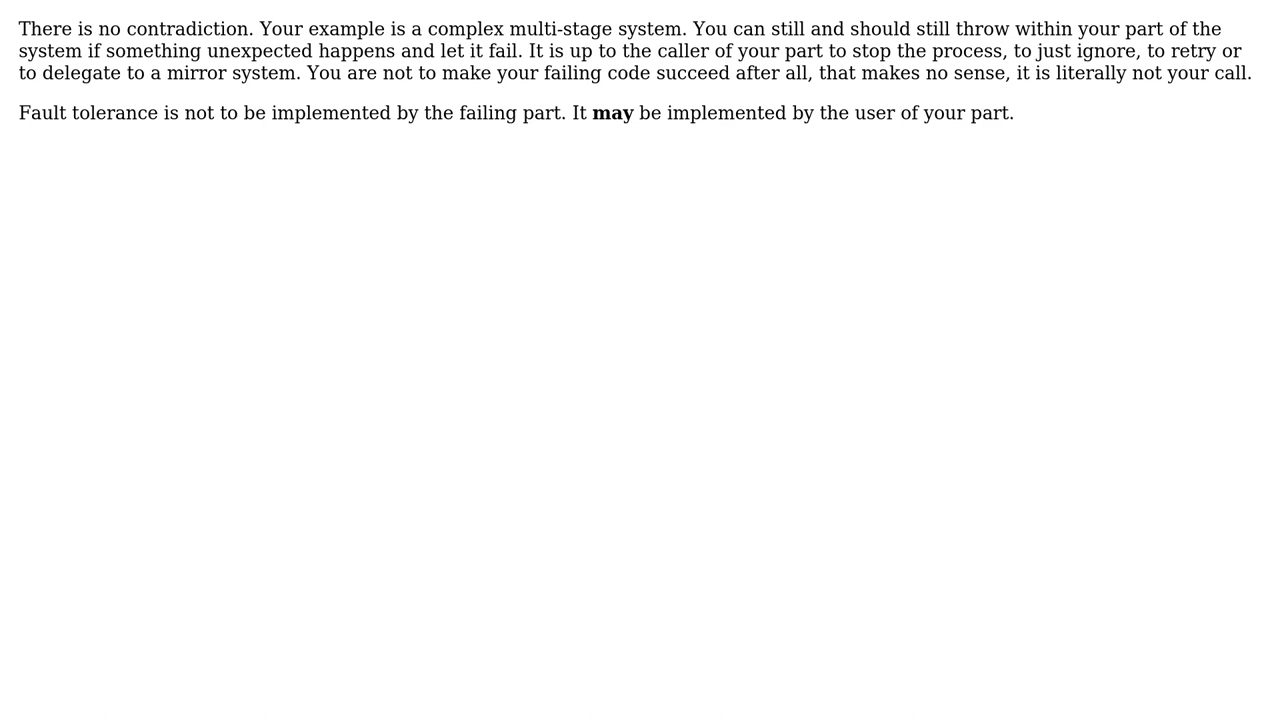 There is no contradiction. Your example is a complex multi-stage system. You can still and should still throw within your part of the
system if something unexpected happens and let it fail. It is up to the caller of your part to stop the process, to just ignore, to retry or
to delegate to a mirror system. You are not to make your failing code succeed after all, that makes no sense, it is literally not your call.
Fault tolerance is not to be implemented by the failing part. It may be implemented by the user of your part.